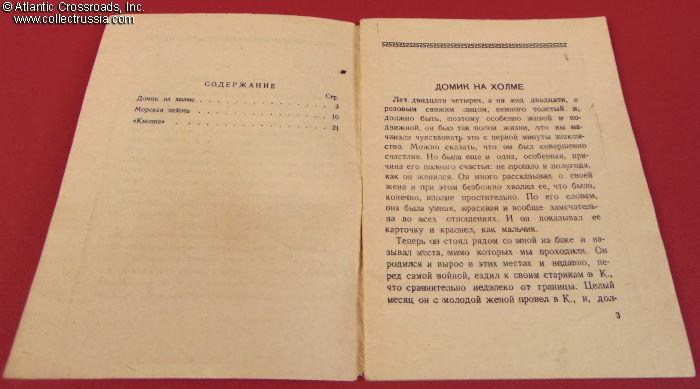 © Atlantic Crossroads, Inc.
www.collectrussia.com
СОДЕРЖАНИЕ
Стр.
Домик на холме . . . . . . . . . . . . . 3
Морская пехота . . . . . . . . . . . . . 10
«Кнопка» . . . . . . . . . . . . . . . 21
ДОМИК НА ХОЛМЕ
Лет двадцати четырех, а на вид двадцати, с
розовым свежим лицом, немного толстый и,
должно быть, поэтому особенно живой и по-
движной, он был так полон жизни, что вы на-
чинали чувствовать это с первой минуты знаком-
ства. Можно сказать, что он был совершенно
счастлив. Но была еще и одна, особенная, при-
чина его полного счастья: не прошло и полугода,
как он женился. Он много рассказывал о своей
жене и при этом безбожно хвалил ее, что было,
конечно, вполне простительно. По его словам,
она была умная, красивая и вообще замечатель-
на во всех отношениях. И он показывал ее
карточку и краснел, как мальчик.
Теперь он стоял рядом со мной на баке и на-
зывал места, мимо которых мы проходили. Он
родился и вырос в этих местах и недавно, пе-
ред самой войной, ездил к своим старикам в К.,
что сравнительно недалеко от границы. Целый
месяц он с молодой женой провел в К., и, дол-
3